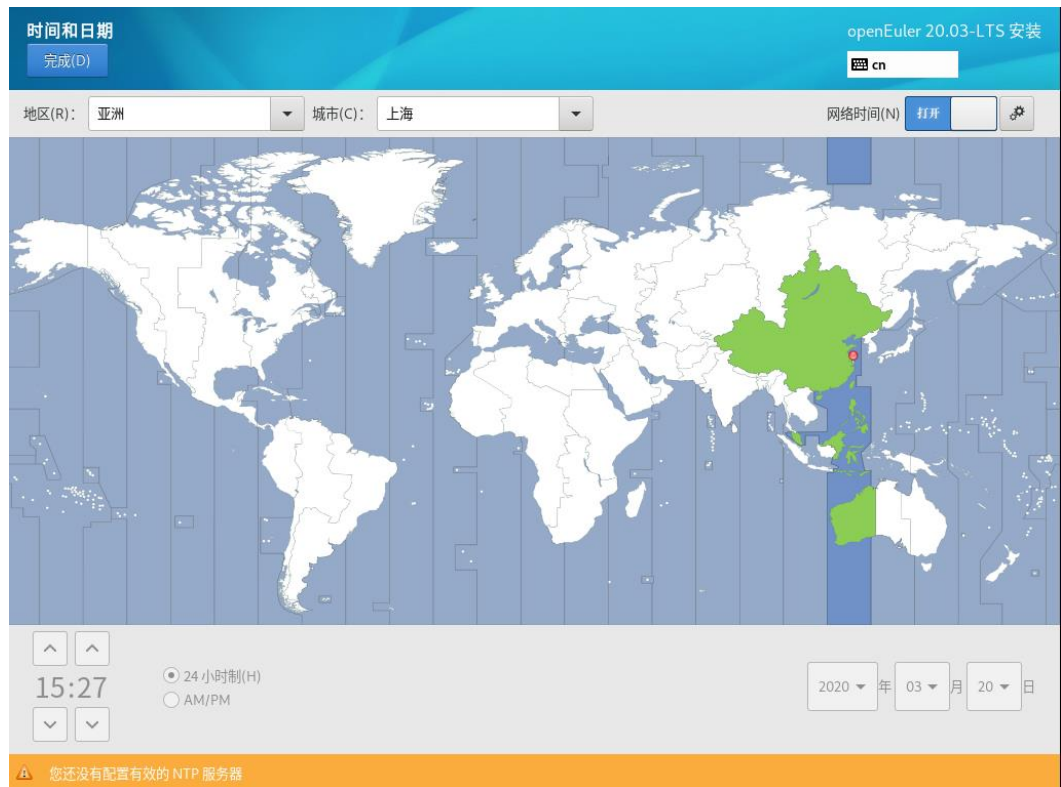 时间和日期
openEuler 20.03-LTS 安装
完成(D)
cn
地区(R): 亚洲 城市(C): 上海 网络时间(N) 打开
15:27
24 小时制(H)
AM/PM
2020 年 03 月 20 日
您还没有配置有效的 NTP 服务器